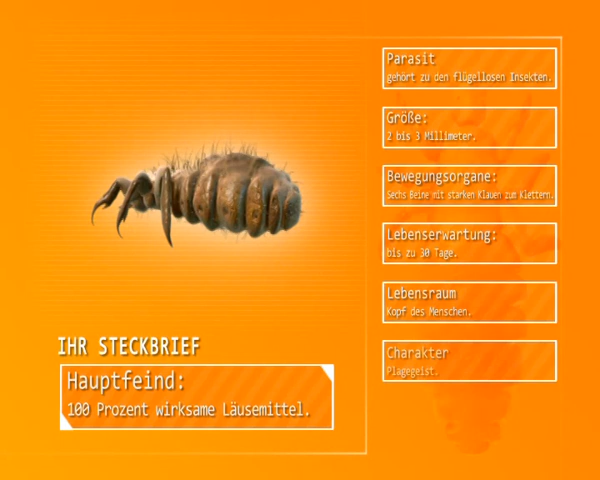 Parasit
gehört zu den flügellosen Insekten.
Größe:
2 bis 3 Millimeter.
Bewegungsorgane:
Sechs Beine mit starken Klauen zum Klettern.
Lebenserwartung:
bis zu 30 Tage.
Lebensraum
Kopf des Menschen.
Charakter
Plagegeist.
IHR STECKBRIEF
Hauptfeind:
100 Prozent wirksame Läusemittel.